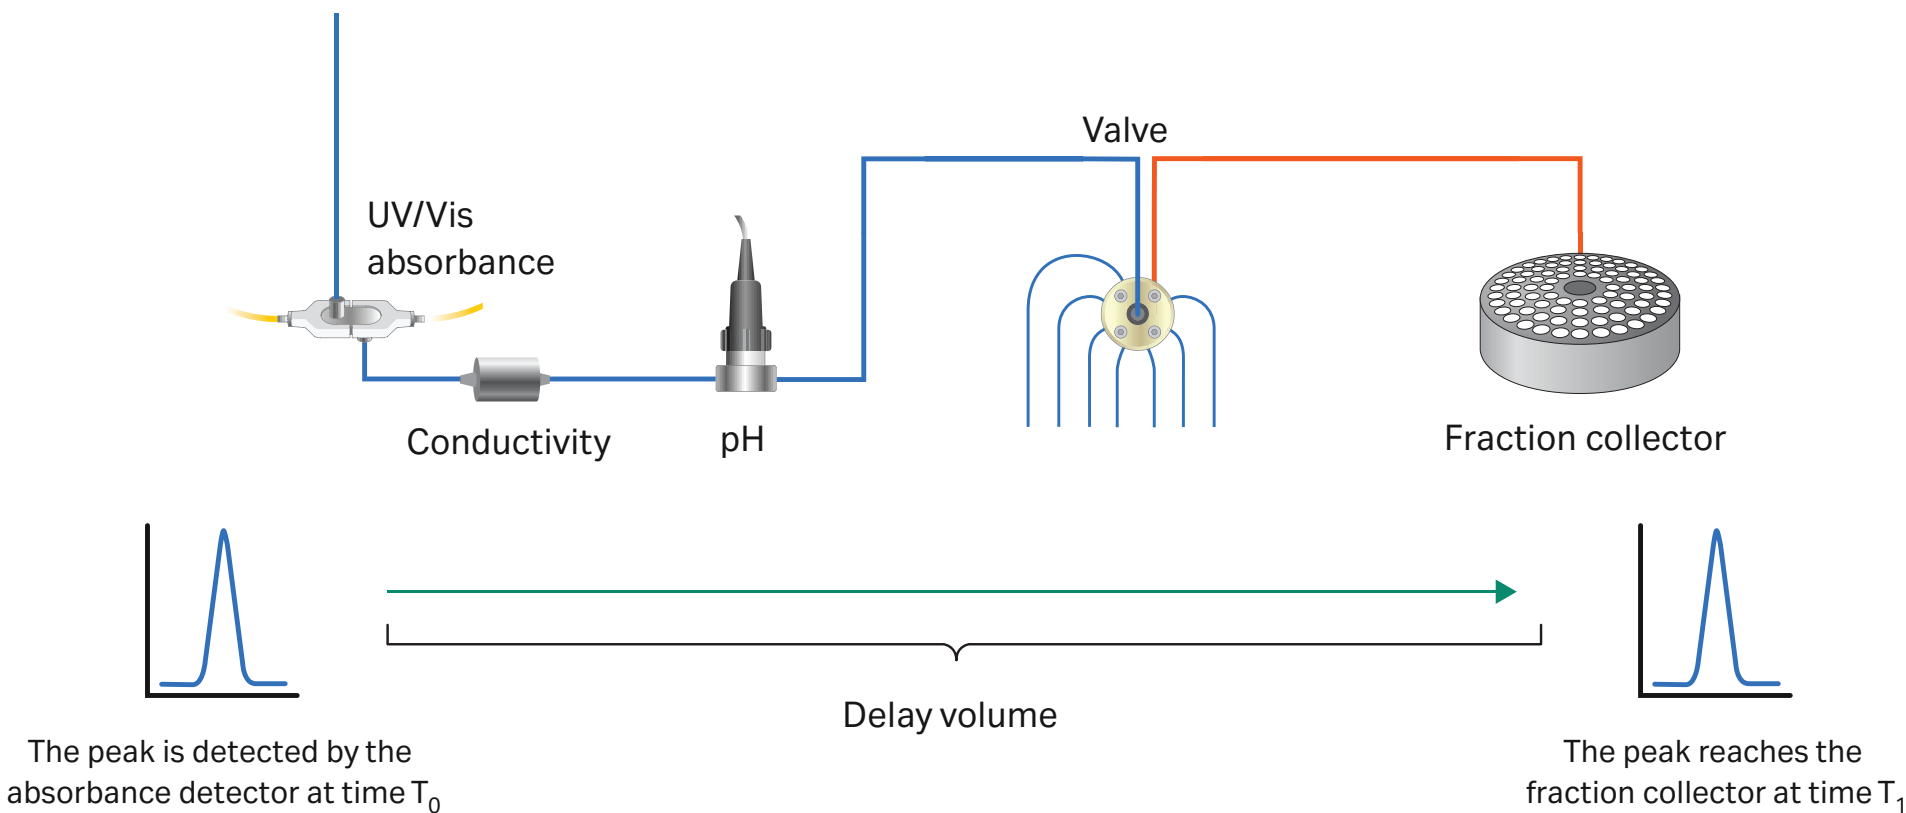 Valve
UV/Vis
absorbance
Conductivity
pH
Fraction collector
Delay volume
The peak is detected by the
absorbance detector at time T₀
The peak reaches the
fraction collector at time T₁